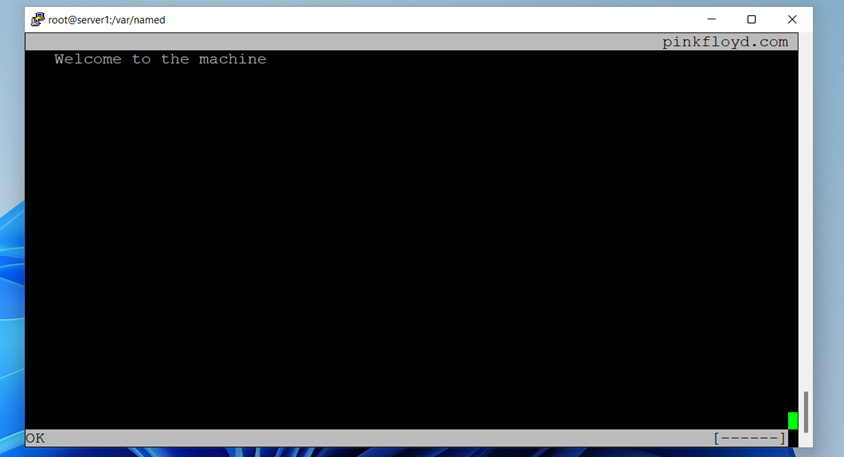 root@server1:/var/named
pinkfloyd.com
Welcome to the machine
OK [------]